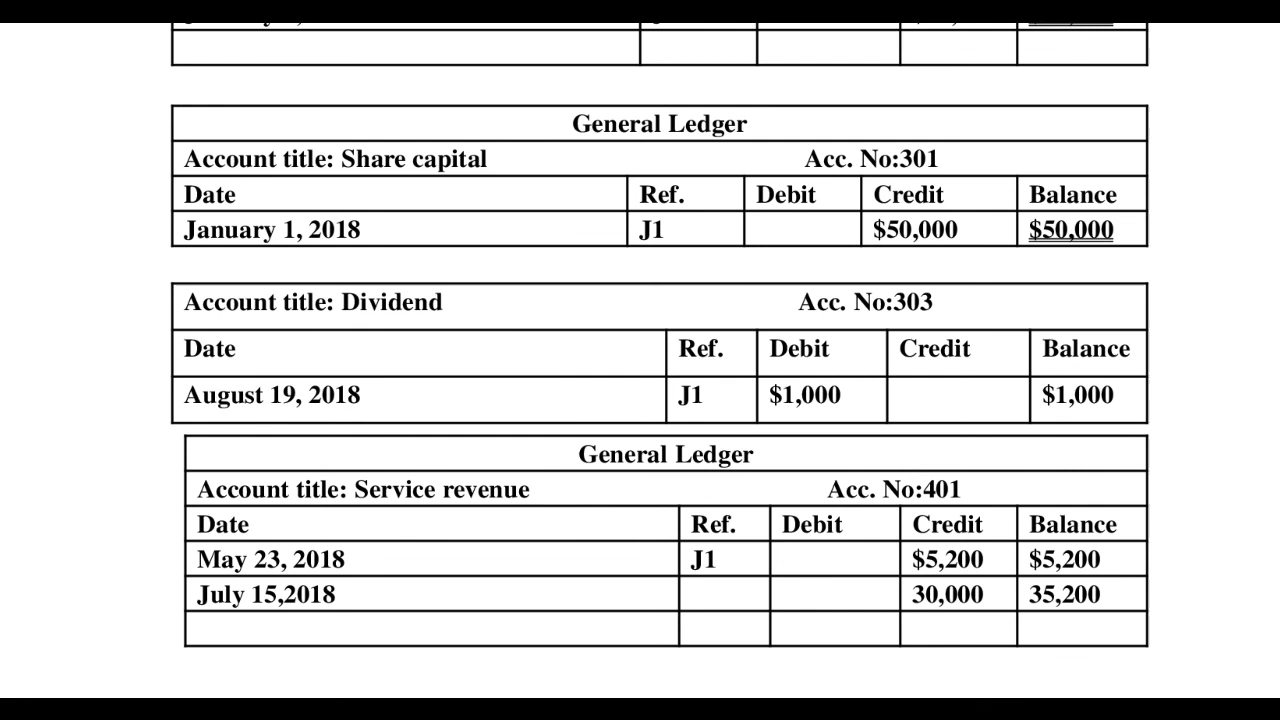 General Ledger
Account title: Share capital Acc. No:301
Date Ref. Debit Credit Balance
January 1, 2018 J1 $50,000 $50,000
Account title: Dividend Acc. No:303
Date Ref. Debit Credit Balance
August 19, 2018 J1 $1,000 $1,000
General Ledger
Account title: Service revenue Acc. No:401
Date Ref. Debit Credit Balance
May 23, 2018 J1 $5,200 $5,200
July 15,2018 30,000 35,200